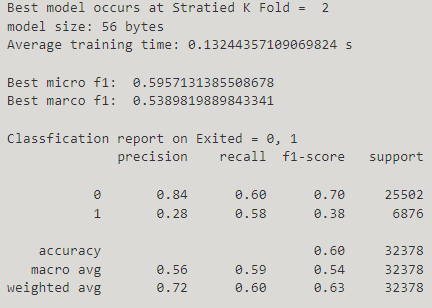 Best model occurs at Stratied K Fold =  2
model size: 56 bytes
Average training time: 0.13244357109069824 s
Best micro f1:  0.5957131385508678
Best marco f1:  0.5389819889843341
Classfication report on Exited = 0, 1
precision    recall  f1-score   support
0       0.84      0.60      0.70     25502
1       0.28      0.58      0.38      6876
accuracy                           0.60     32378
macro avg       0.56      0.59      0.54     32378
weighted avg       0.72      0.60      0.63     32378